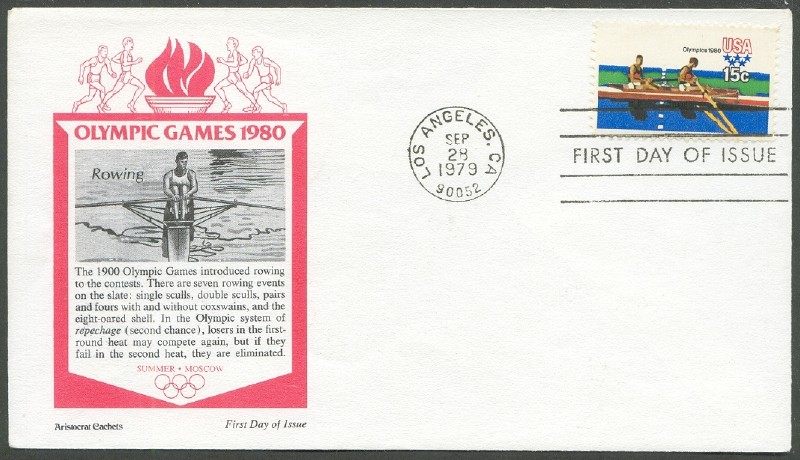 OLYMPIC GAMES 1980
Rowing
The 1900 Olympic Games introduced rowing
to the contests. There are seven rowing events
on the slate: single sculls, double sculls, pairs
and fours with and without coxswains, and the
eight-oared shell. In the Olympic system of
repechage (second chance), losers in the first-
round heat may compete again, but if they
fail in the second heat, they are eliminated.
SUMMER • MOSCOW
Aristocrat Cachets
First Day of Issue
LOS ANGELES, CA
SEP
28
1979
90052
Olympics 1980
USA
15c
FIRST DAY OF ISSUE